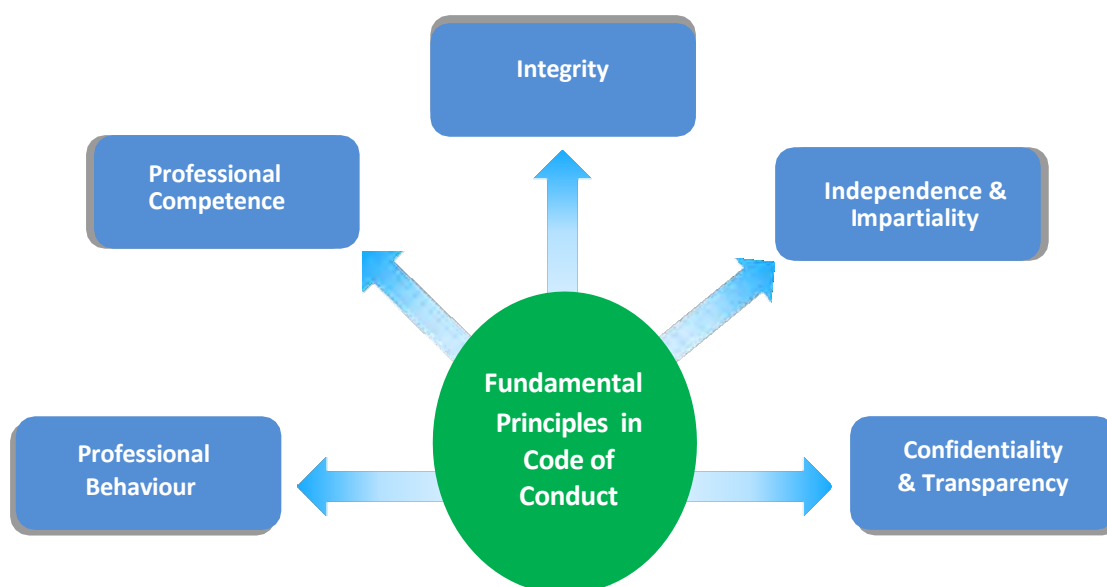 Integrity
Professional
Competence
Independence &
Impartiality
Fundamental
Principles in
Code of
Conduct
Professional
Behaviour
Confidentiality
& Transparency